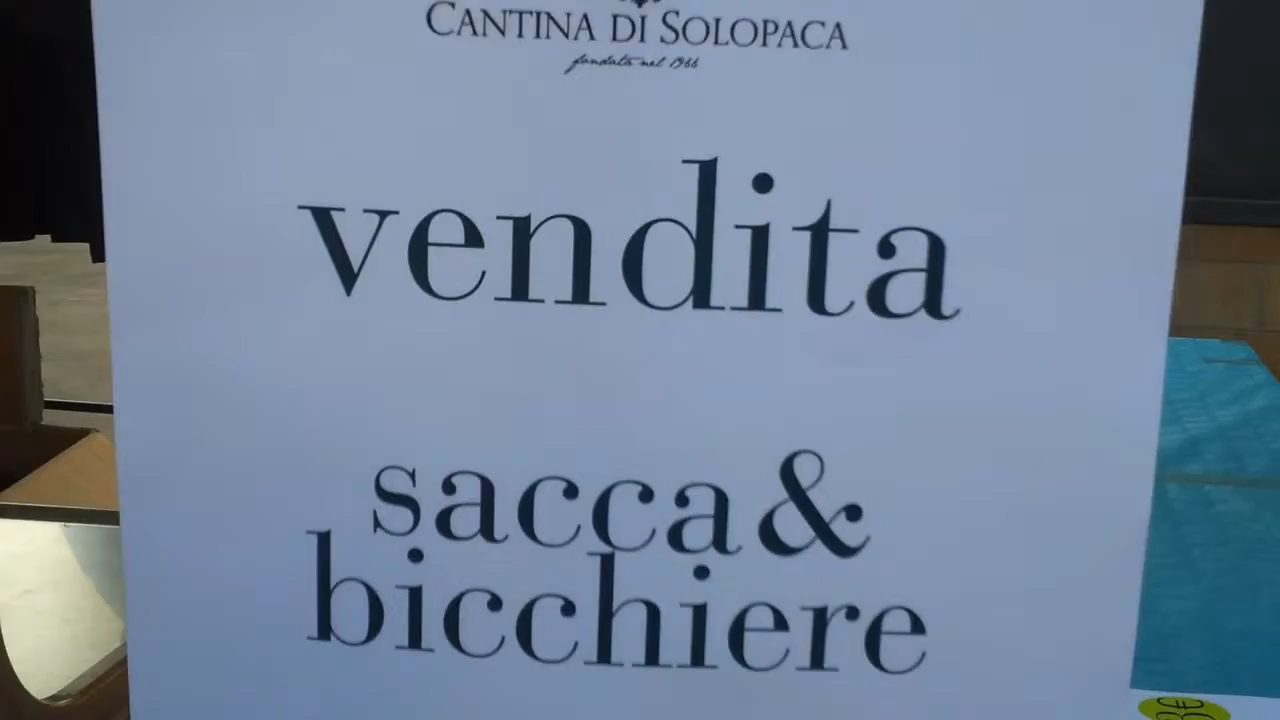 CANTINA DI SOLOPACA
fondata nel 1966
vendita
sacca &
bicchiere